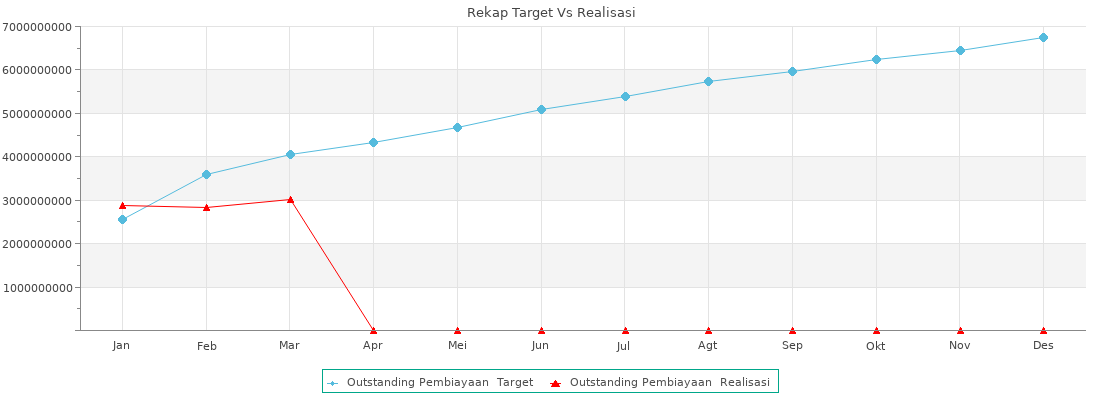 Rekap Target Vs Realisasi
7000000000
6000000000
5000000000
4000000000
3000000000
2000000000
1000000000
Jan Feb Mar Apr Mei Jun Jul Agt Sep Okt Nov Des
Outstanding Pembiayaan Target Outstanding Pembiayaan Realisasi